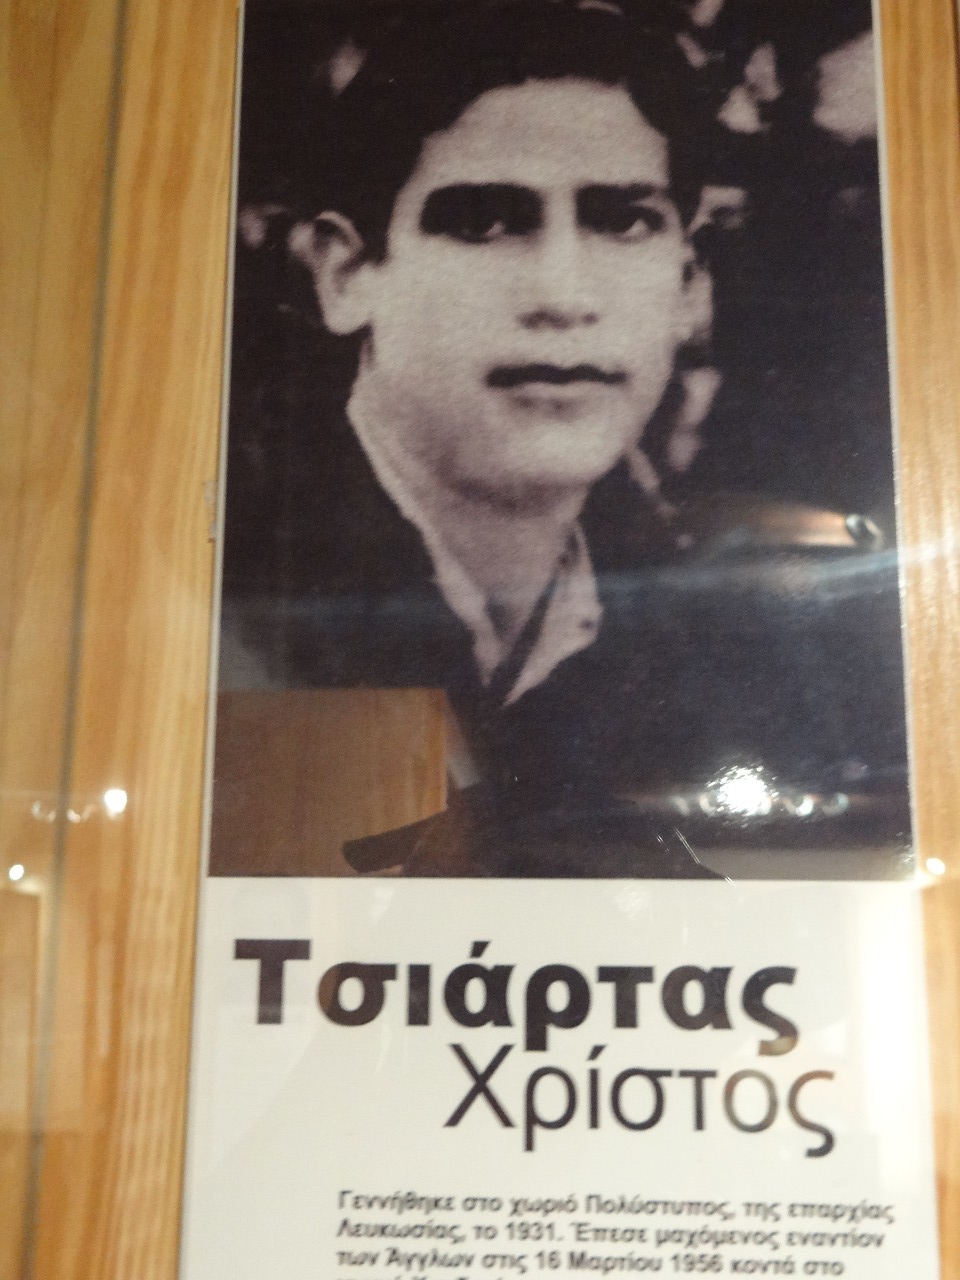 Τσιάρτας
Χρίστος
Γεννήθηκε στο χωριό Πολύστυπος, της επαρχίας
Λευκωσίας, το 1931. Έπεσε μαχόμενος εναντίον
των Άγγλων στις 16 Μαρτίου 1956 κοντά στο